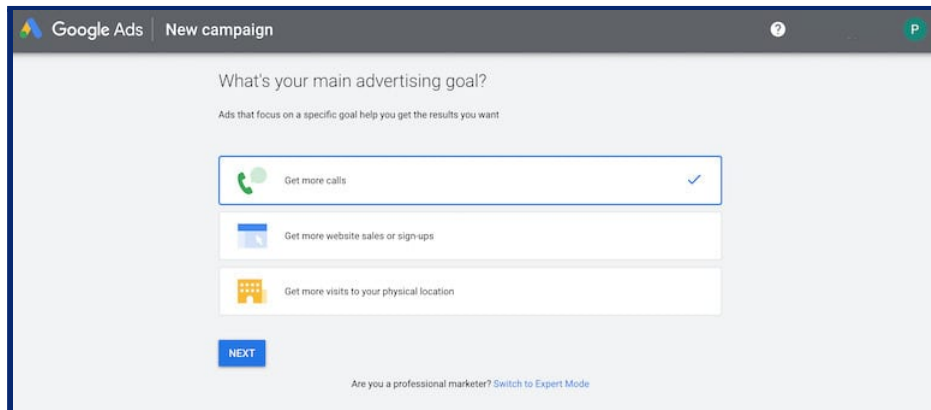 Google Ads New campaign
P
What's your main advertising goal?
Ads that focus on a specific goal help you get the results you want
Get more calls
Get more website sales or sign-ups
Get more visits to your physical location
NEXT
Are you a professional marketer? Switch to Expert Mode